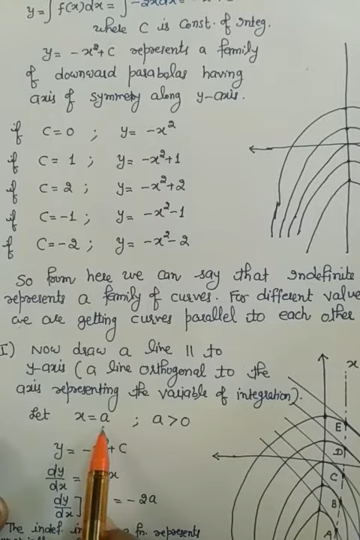 y = ∫ f(x)dx = ∫ -2xdx =
where C is const. of integ.
y = -x² + C represents a family
of downward parabolas having
axis of symmetry along y-axis.
if C = 0 ; y = -x²
if C = 1 ; y = -x² + 1
if C = 2 ; y = -x² + 2
if C = -1 ; y = -x² - 1
if C = -2 ; y = -x² - 2
So from here we can say that indefinite
represents a family of curves. For different value
we are getting curves parallel to each other
I) Now draw a line || to
y-axis (a line orthogonal to the
axis representing the variable of integration).
Let x = a ; a > 0
y = - + C
dy/dx = x
dy/dx] = -2a
The indef. fn. represents
x
E
D
C
B
A